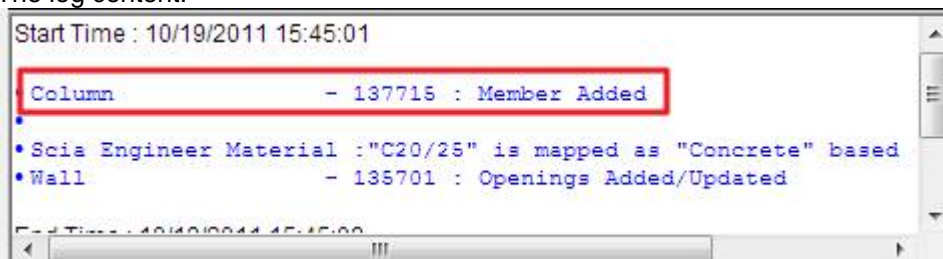 Start Time : 10/19/2011 15:45:01
• Column - 137715 : Member Added
•
• Scia Engineer Material :"C20/25" is mapped as "Concrete" based
• Wall - 135701 : Openings Added/Updated